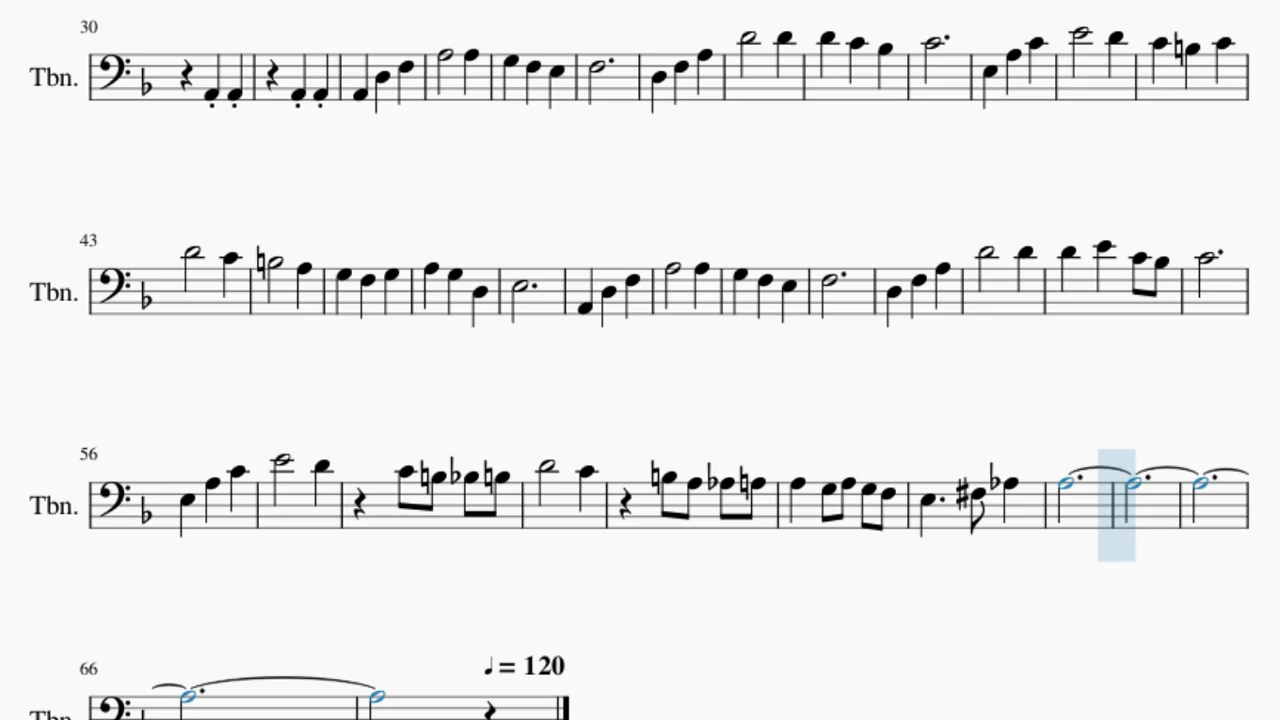 30
Tbn.
43
Tbn.
56
Tbn.
66
♩ = 120
Tbn.